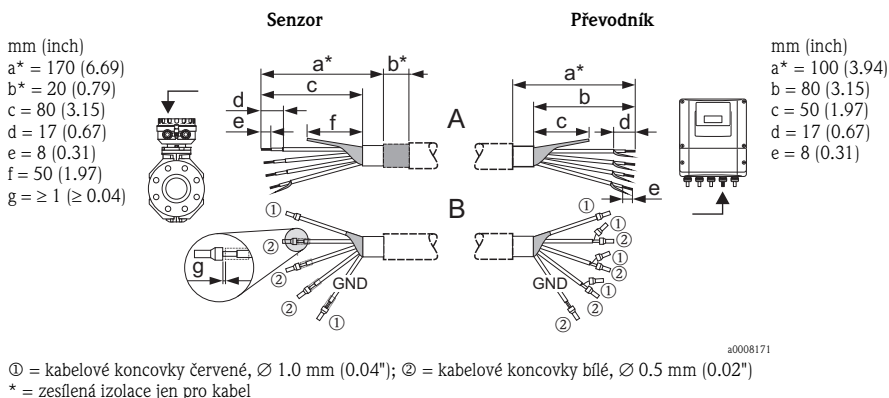 Senzor
Převodník
mm (inch)
a* = 170 (6.69)
b* = 20 (0.79)
c = 80 (3.15)
d = 17 (0.67)
e = 8 (0.31)
f = 50 (1.97)
g = ≥ 1 (≥ 0.04)
a*
b*
c
d
f
e
A
a*
b
c
d
e
mm (inch)
a* = 100 (3.94)
b = 80 (3.15)
c = 50 (1.97)
d = 17 (0.67)
e = 8 (0.31)
B
①
②
g
②
GND
②
①
①
①
②
①
②
①
GND
②
②
a0008171
① = kabelové koncovky červené, ∅ 1.0 mm (0.04"); ② = kabelové koncovky bílé, ∅ 0.5 mm (0.02")
* = zesílená izolace jen pro kabel